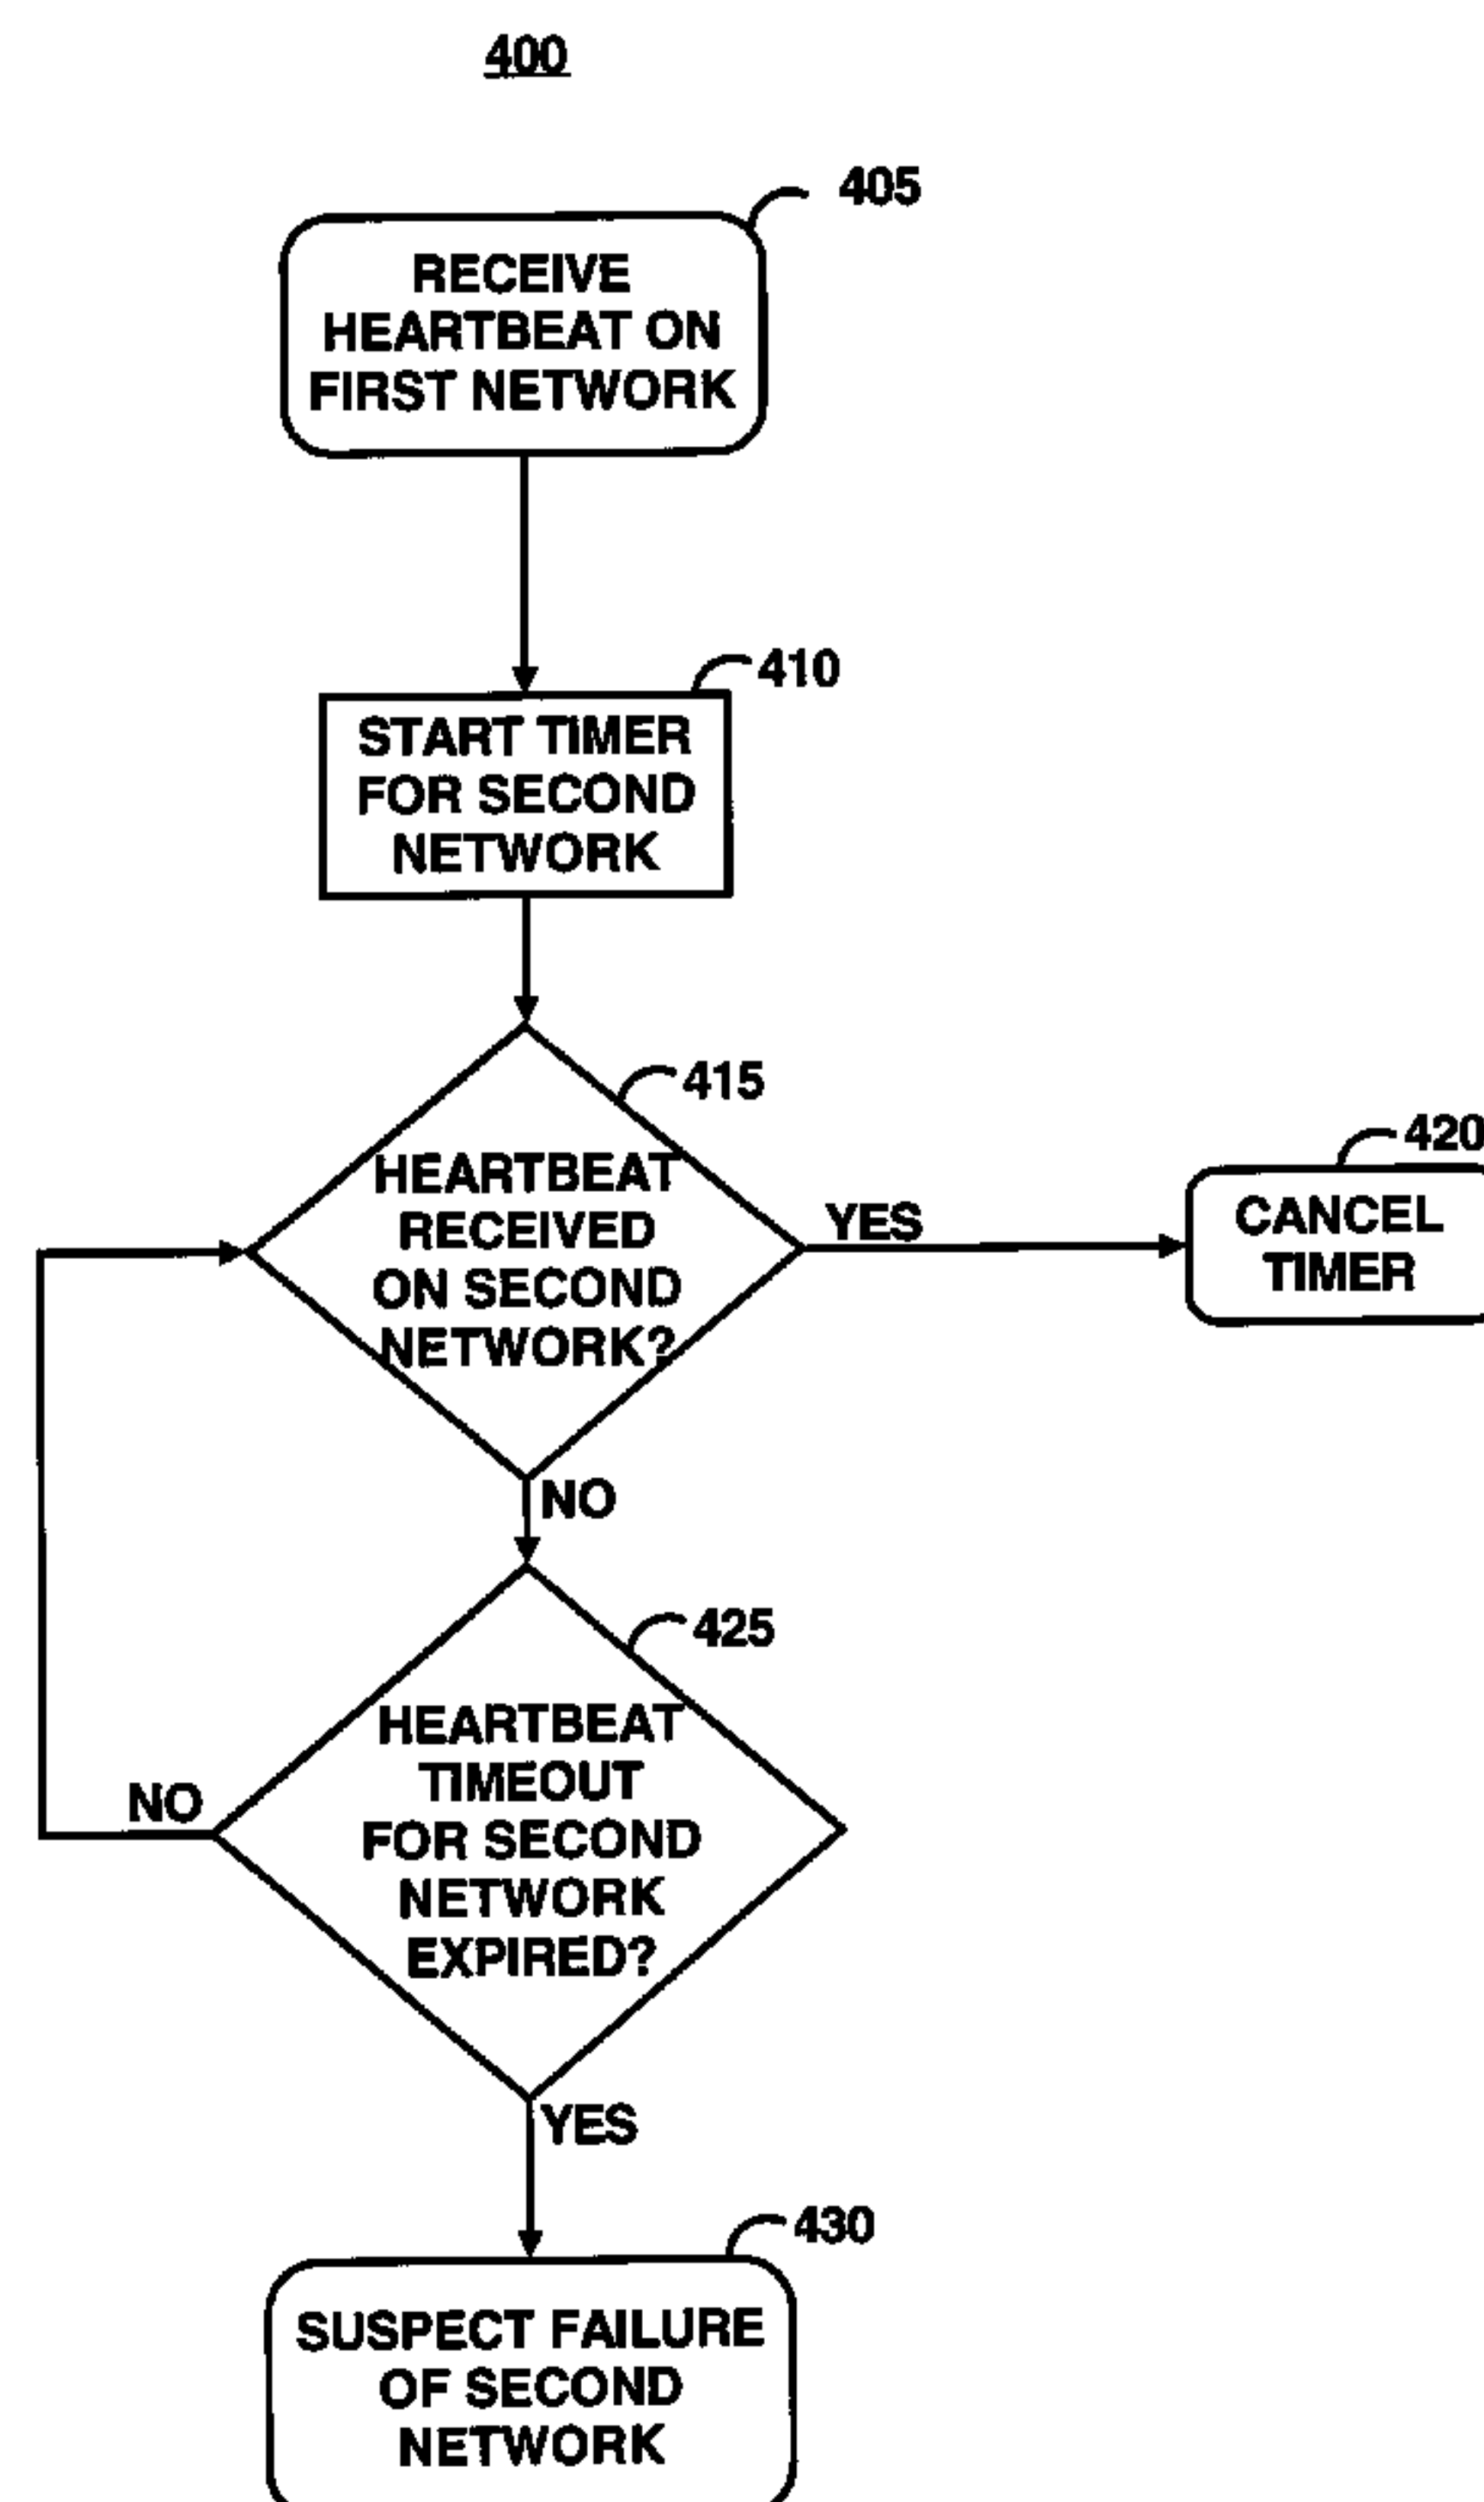 400
405
RECEIVE
HEARTBEAT ON
FIRST NETWORK
410
START TIMER
FOR SECOND
NETWORK
415
HEARTBEAT
RECEIVED
ON SECOND
NETWORK?
YES
420
CANCEL
TIMER
NO
425
HEARTBEAT
TIMEOUT
FOR SECOND
NETWORK
EXPIRED?
NO
YES
430
SUSPECT FAILURE
OF SECOND
NETWORK